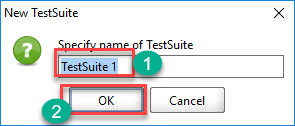 New TestSuite
Specify name of TestSuite
TestSuite 1
1
2
OK
Cancel